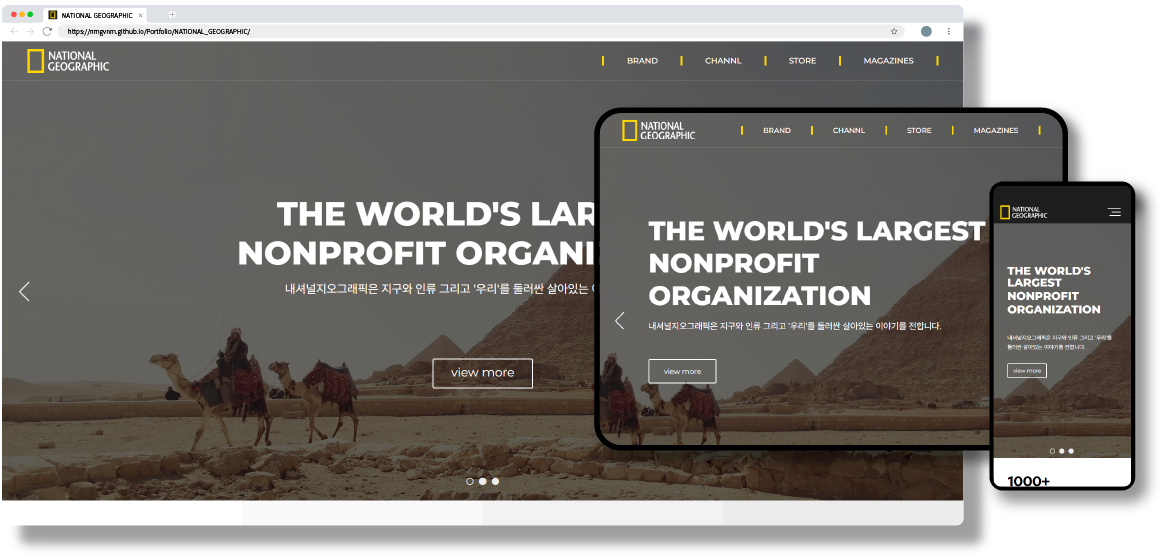 NATIONAL GEOGRAPHIC
https://nmgvnm.github.io/Portfolio/NATIONAL_GEOGRAPHIC/
NATIONAL
GEOGRAPHIC
BRAND CHANNL STORE MAGAZINES
THE WORLD'S LAR
NONPROFIT ORGANI
내셔널지오그래픽은 지구와 인류 그리고 '우리'를 둘러싼 살아있는
view more
NATIONAL
GEOGRAPHIC
BRAND CHANNL STORE MAGAZINES
THE WORLD'S LARGEST
NONPROFIT
ORGANIZATION
내셔널지오그래픽은 지구와 인류 그리고 '우리'를 둘러싼 살아있는 이야기를 전합니다.
view more
NATIONAL
GEOGRAPHIC
THE WORLD'S
LARGEST
NONPROFIT
ORGANIZATION
내셔널지오그래픽은 지구와 인류 그리고 '우리'를
둘러싼 살아있는 이야기를 전합니다.
view more
1000+